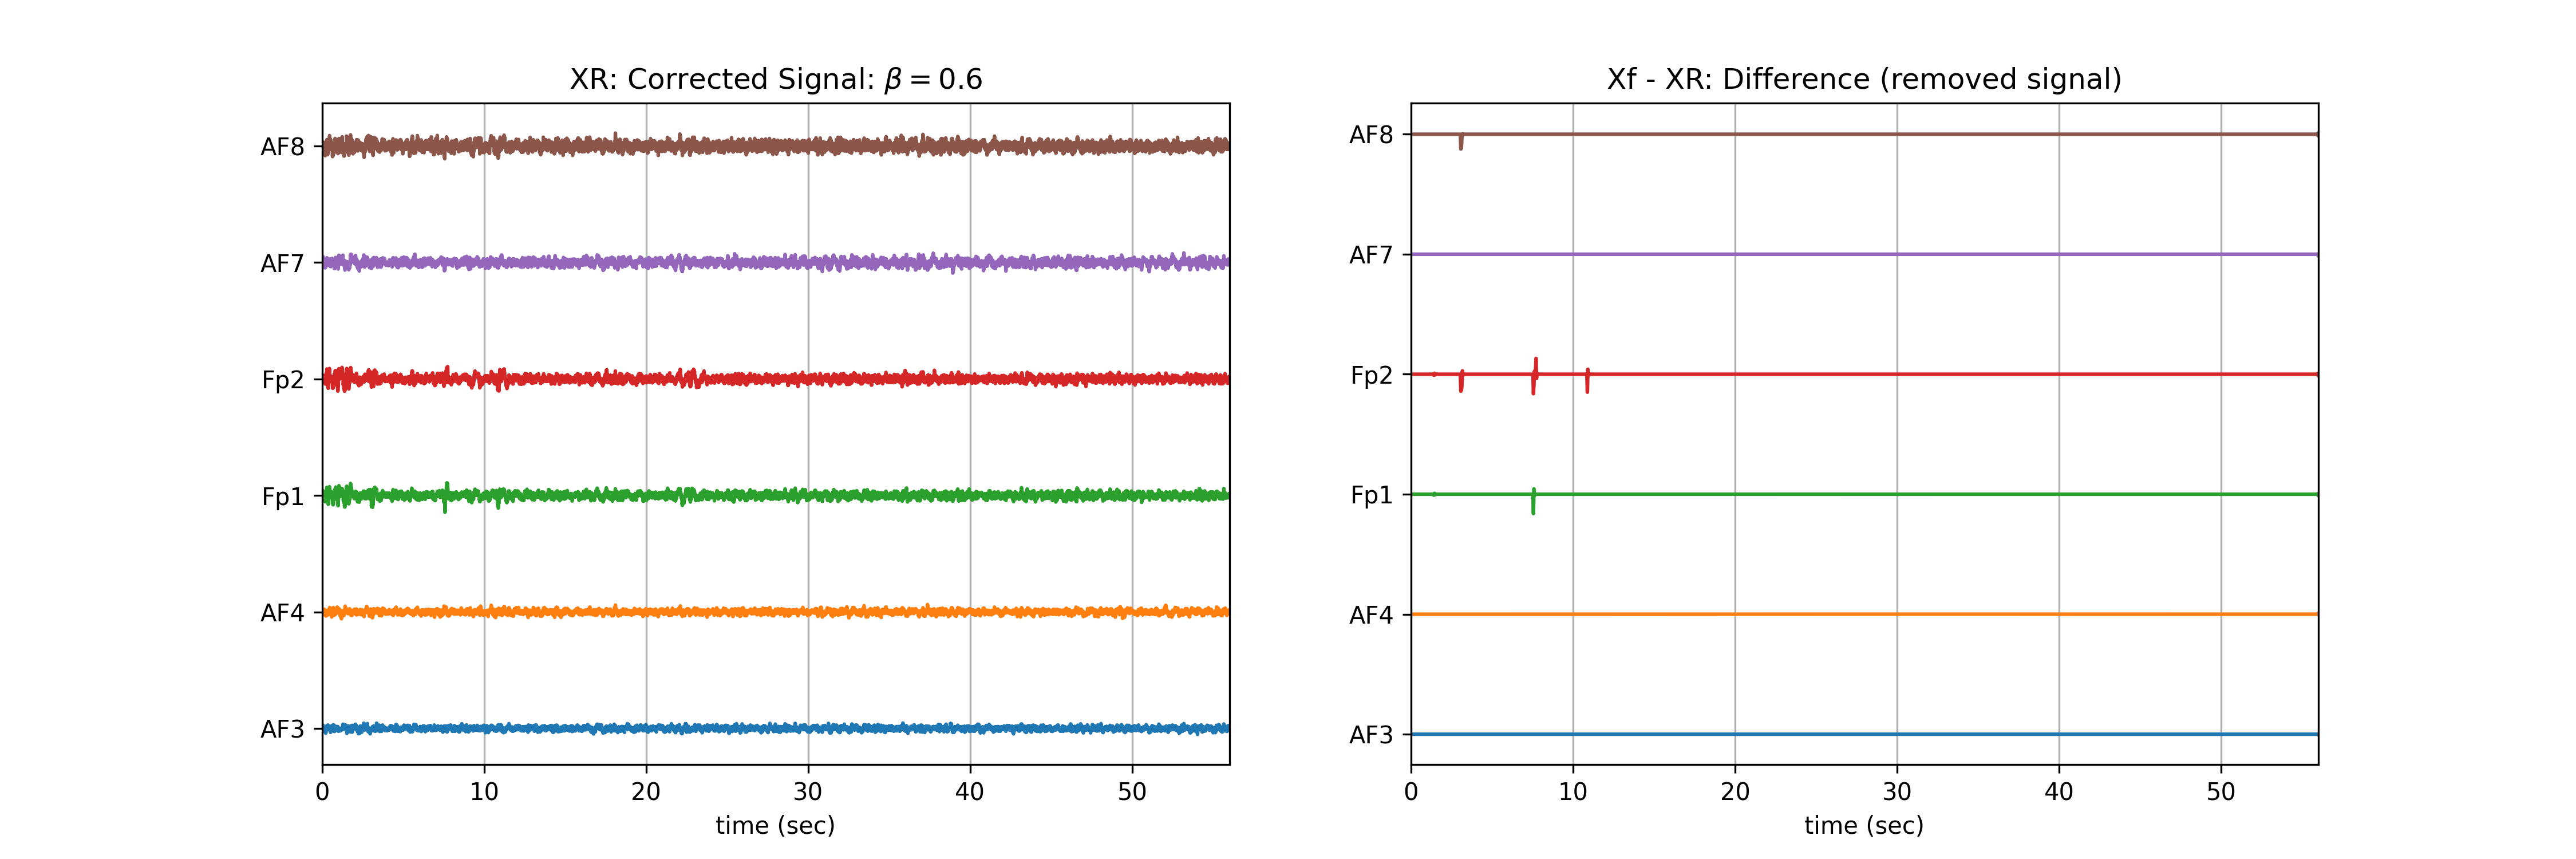 XR: Corrected Signal: β = 0.6
AF8
AF7
Fp2
Fp1
AF4
AF3
0 10 20 30 40 50
time (sec)
Xf - XR: Difference (removed signal)
AF8
AF7
Fp2
Fp1
AF4
AF3
0 10 20 30 40 50
time (sec)